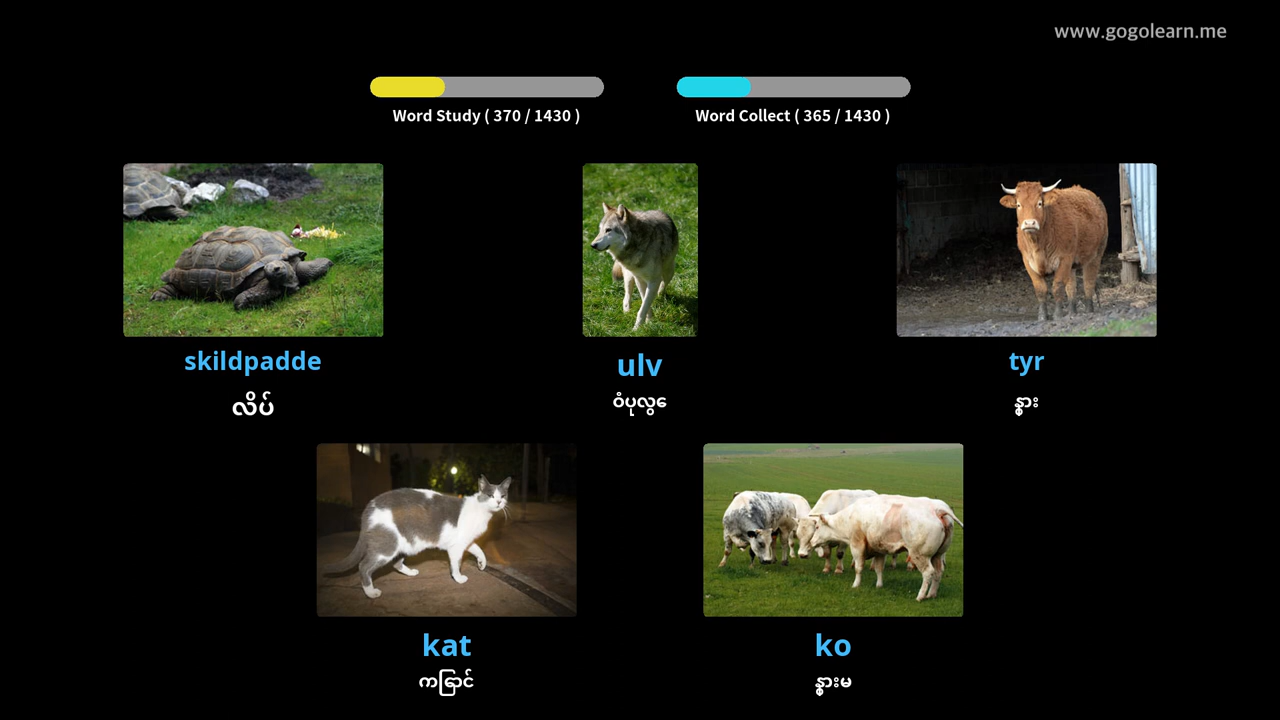 www.gogolearn.me
Word Study ( 370 / 1430 )
Word Collect ( 365 / 1430 )
skildpadde
လိပ်
ulv
ဝံပုလွေ
tyr
နွား
kat
ကြောင်
ko
နွားမ